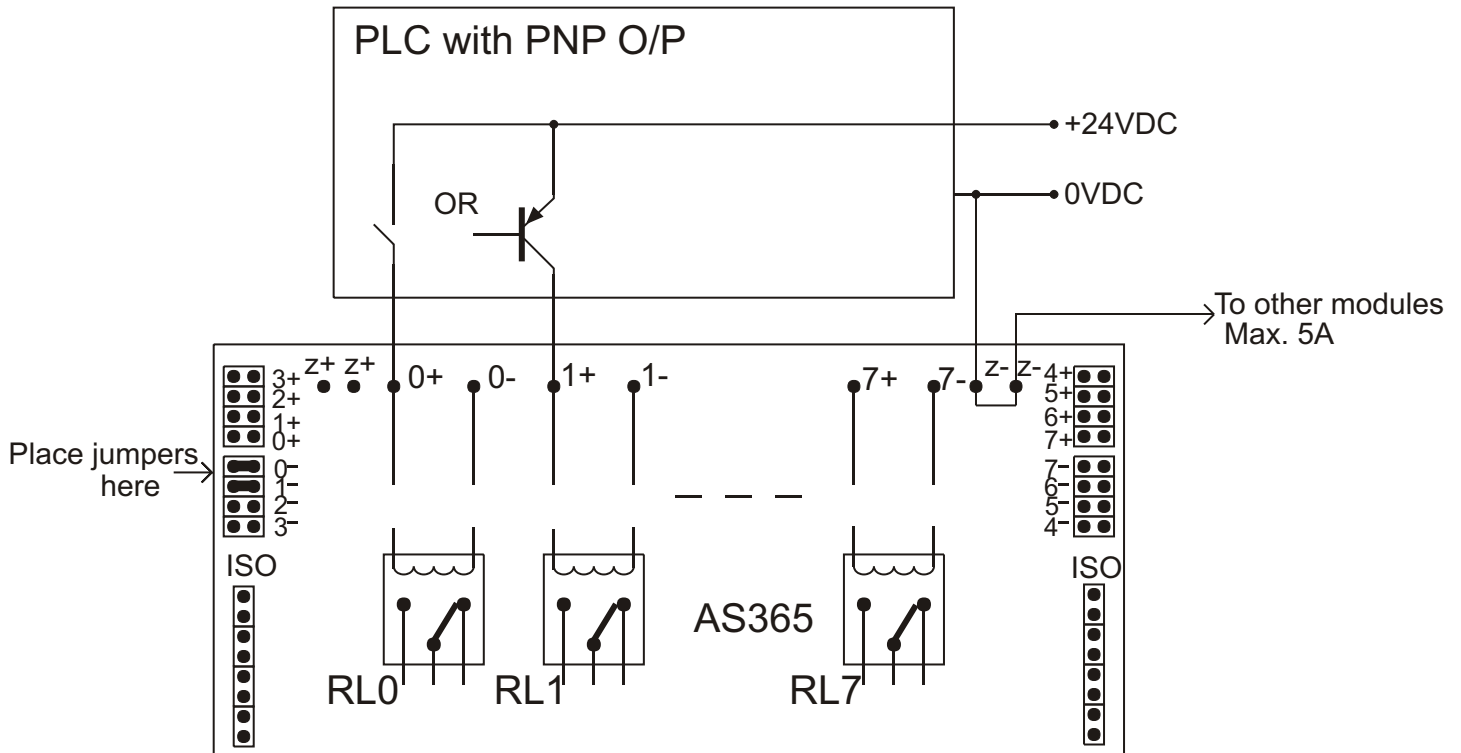 PLC with PNP O/P
+24VDC
OR
0VDC
To other modules
Max. 5A
z+ z+ 0+ 0- 1+ 1- 7+ 7- z- z-
3+
2+
1+
0+
4+
5+
6+
7+
Place jumpers
here
0-
1-
2-
3-
7-
6-
5-
4-
ISO
ISO
AS365
RL0
RL1
RL7